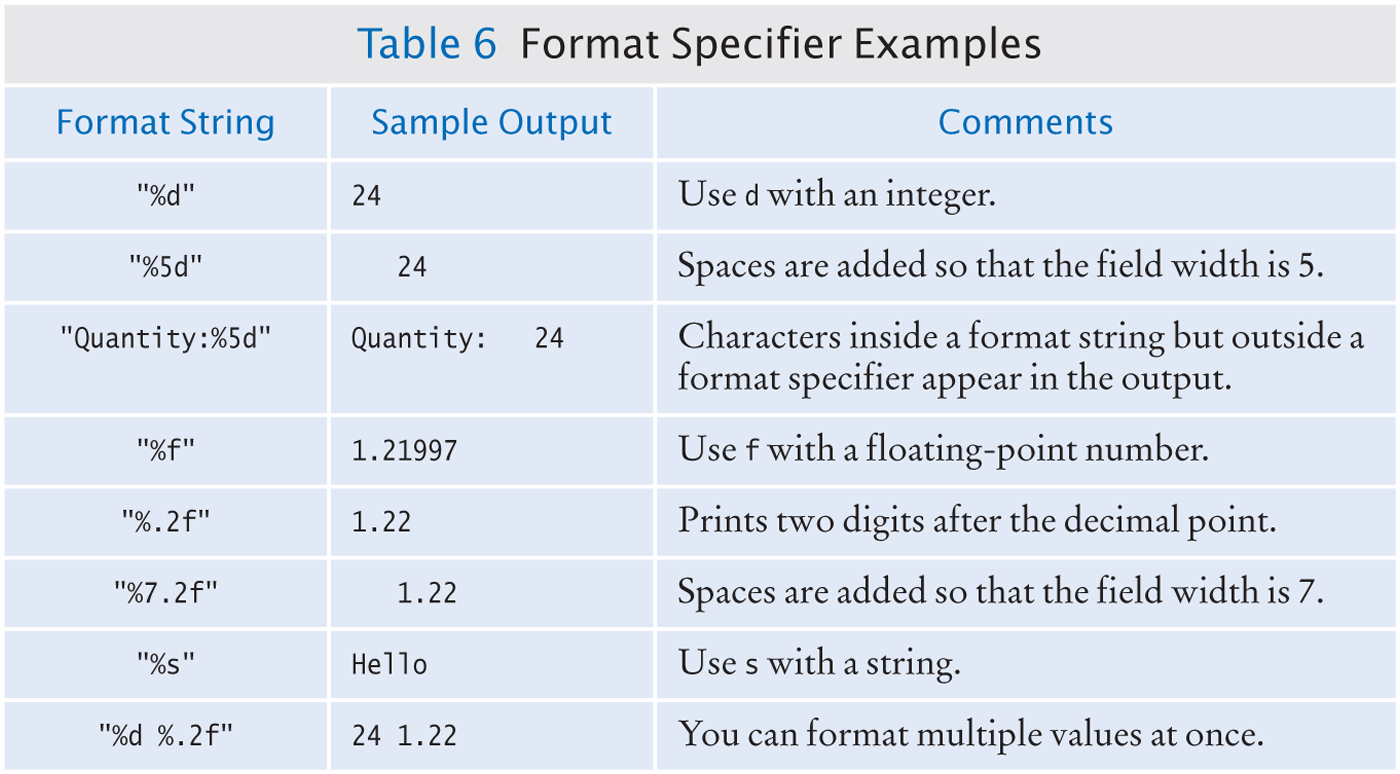 Table 6 Format Specifier Examples
Format String Sample Output Comments
"%d" 24 Use d with an integer.
"%5d"    24 Spaces are added so that the field width is 5.
"Quantity:%5d" Quantity:   24 Characters inside a format string but outside a
format specifier appear in the output.
"%f" 1.21997 Use f with a floating-point number.
"%.2f" 1.22 Prints two digits after the decimal point.
"%7.2f"    1.22 Spaces are added so that the field width is 7.
"%s" Hello Use s with a string.
"%d %.2f" 24 1.22 You can format multiple values at once.